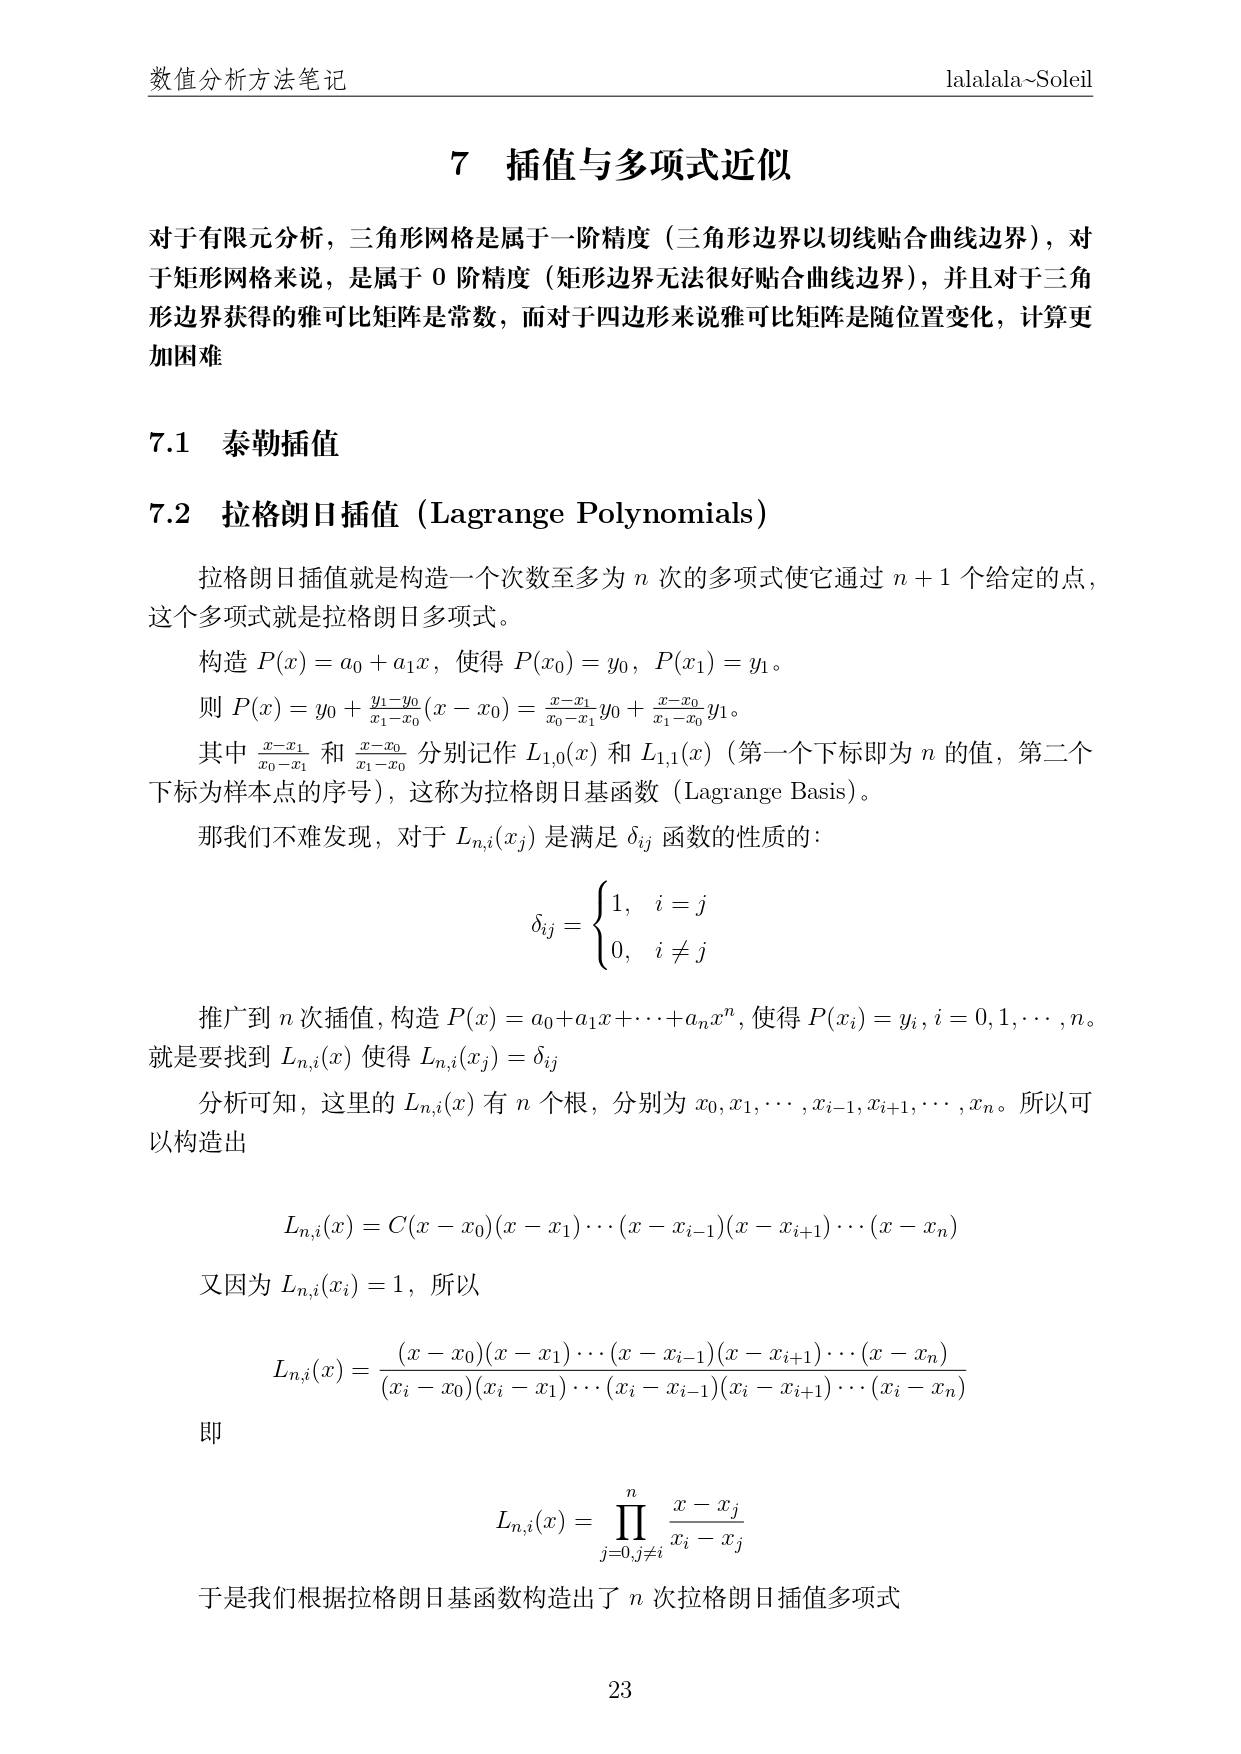 数值分析方法笔记 lalalala~Soleil
7 插值与多项式近似
对于有限元分析，三角形网格是属于一阶精度（三角形边界以切线贴合曲线边界），对
于矩形网格来说，是属于 0 阶精度（矩形边界无法很好贴合曲线边界），并且对于三角
形边界获得的雅可比矩阵是常数，而对于四边形来说雅可比矩阵是随位置变化，计算更
加困难
7.1 泰勒插值
7.2 拉格朗日插值（Lagrange Polynomials）
拉格朗日插值就是构造一个次数至多为 $n$ 次的多项式使它通过 $n+1$ 个给定的点，
这个多项式就是拉格朗日多项式。
构造 $P(x) = a_0 + a_1x$，使得 $P(x_0) = y_0$，$P(x_1) = y_1$。
则 $P(x) = y_0 + \frac{y_1-y_0}{x_1-x_0}(x - x_0) = \frac{x-x_1}{x_0-x_1}y_0 + \frac{x-x_0}{x_1-x_0}y_1$。
其中 $\frac{x-x_1}{x_0-x_1}$ 和 $\frac{x-x_0}{x_1-x_0}$ 分别记作 $L_{1,0}(x)$ 和 $L_{1,1}(x)$（第一个下标即为 $n$ 的值，第二个
下标为样本点的序号），这称为拉格朗日基函数（Lagrange Basis）。
那我们不难发现，对于 $L_{n,i}(x_j)$ 是满足 $\delta_{ij}$ 函数的性质的：
$\delta_{ij} = \begin{cases} 1, & i = j \\ 0, & i \neq j \end{cases}$
推广到 $n$ 次插值，构造 $P(x) = a_0+a_1x+\cdots+a_nx^n$，使得 $P(x_i) = y_i, i = 0, 1, \cdots, n$。
就是要找到 $L_{n,i}(x)$ 使得 $L_{n,i}(x_j) = \delta_{ij}$
分析可知，这里的 $L_{n,i}(x)$ 有 $n$ 个根，分别为 $x_0, x_1, \cdots, x_{i-1}, x_{i+1}, \cdots, x_n$。所以可
以构造出
$L_{n,i}(x) = C(x - x_0)(x - x_1)\cdots(x - x_{i-1})(x - x_{i+1})\cdots(x - x_n)$
又因为 $L_{n,i}(x_i) = 1$，所以
$L_{n,i}(x) = \frac{(x - x_0)(x - x_1)\cdots(x - x_{i-1})(x - x_{i+1})\cdots(x - x_n)}{(x_i - x_0)(x_i - x_1)\cdots(x_i - x_{i-1})(x_i - x_{i+1})\cdots(x_i - x_n)}$
即
$L_{n,i}(x) = \prod_{j=0,j\neq i}^{n} \frac{x - x_j}{x_i - x_j}$
于是我们根据拉格朗日基函数构造出了 $n$ 次拉格朗日插值多项式
23